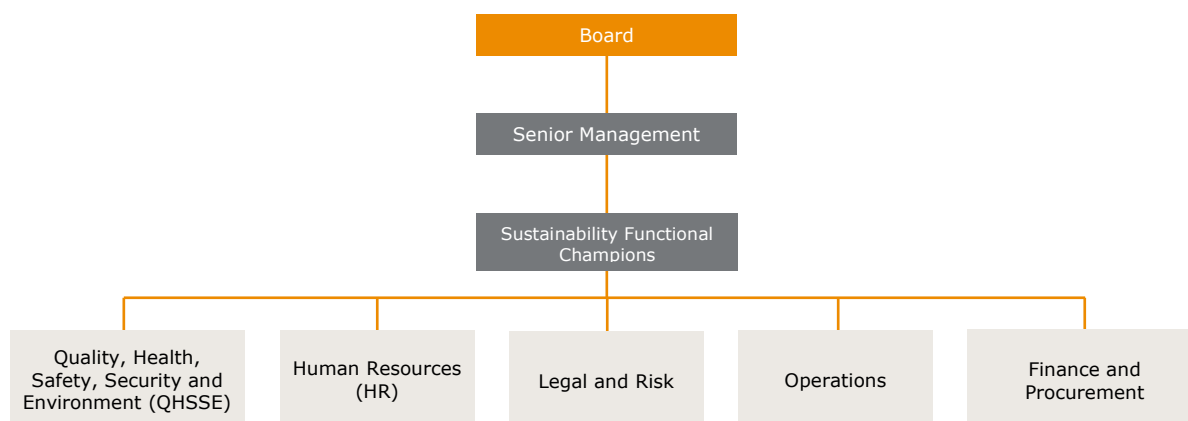 Board
Senior Management
Sustainability Functional
Champions
Quality, Health,
Safety, Security and
Environment (QHSSE)
Human Resources
(HR)
Legal and Risk
Operations
Finance and
Procurement